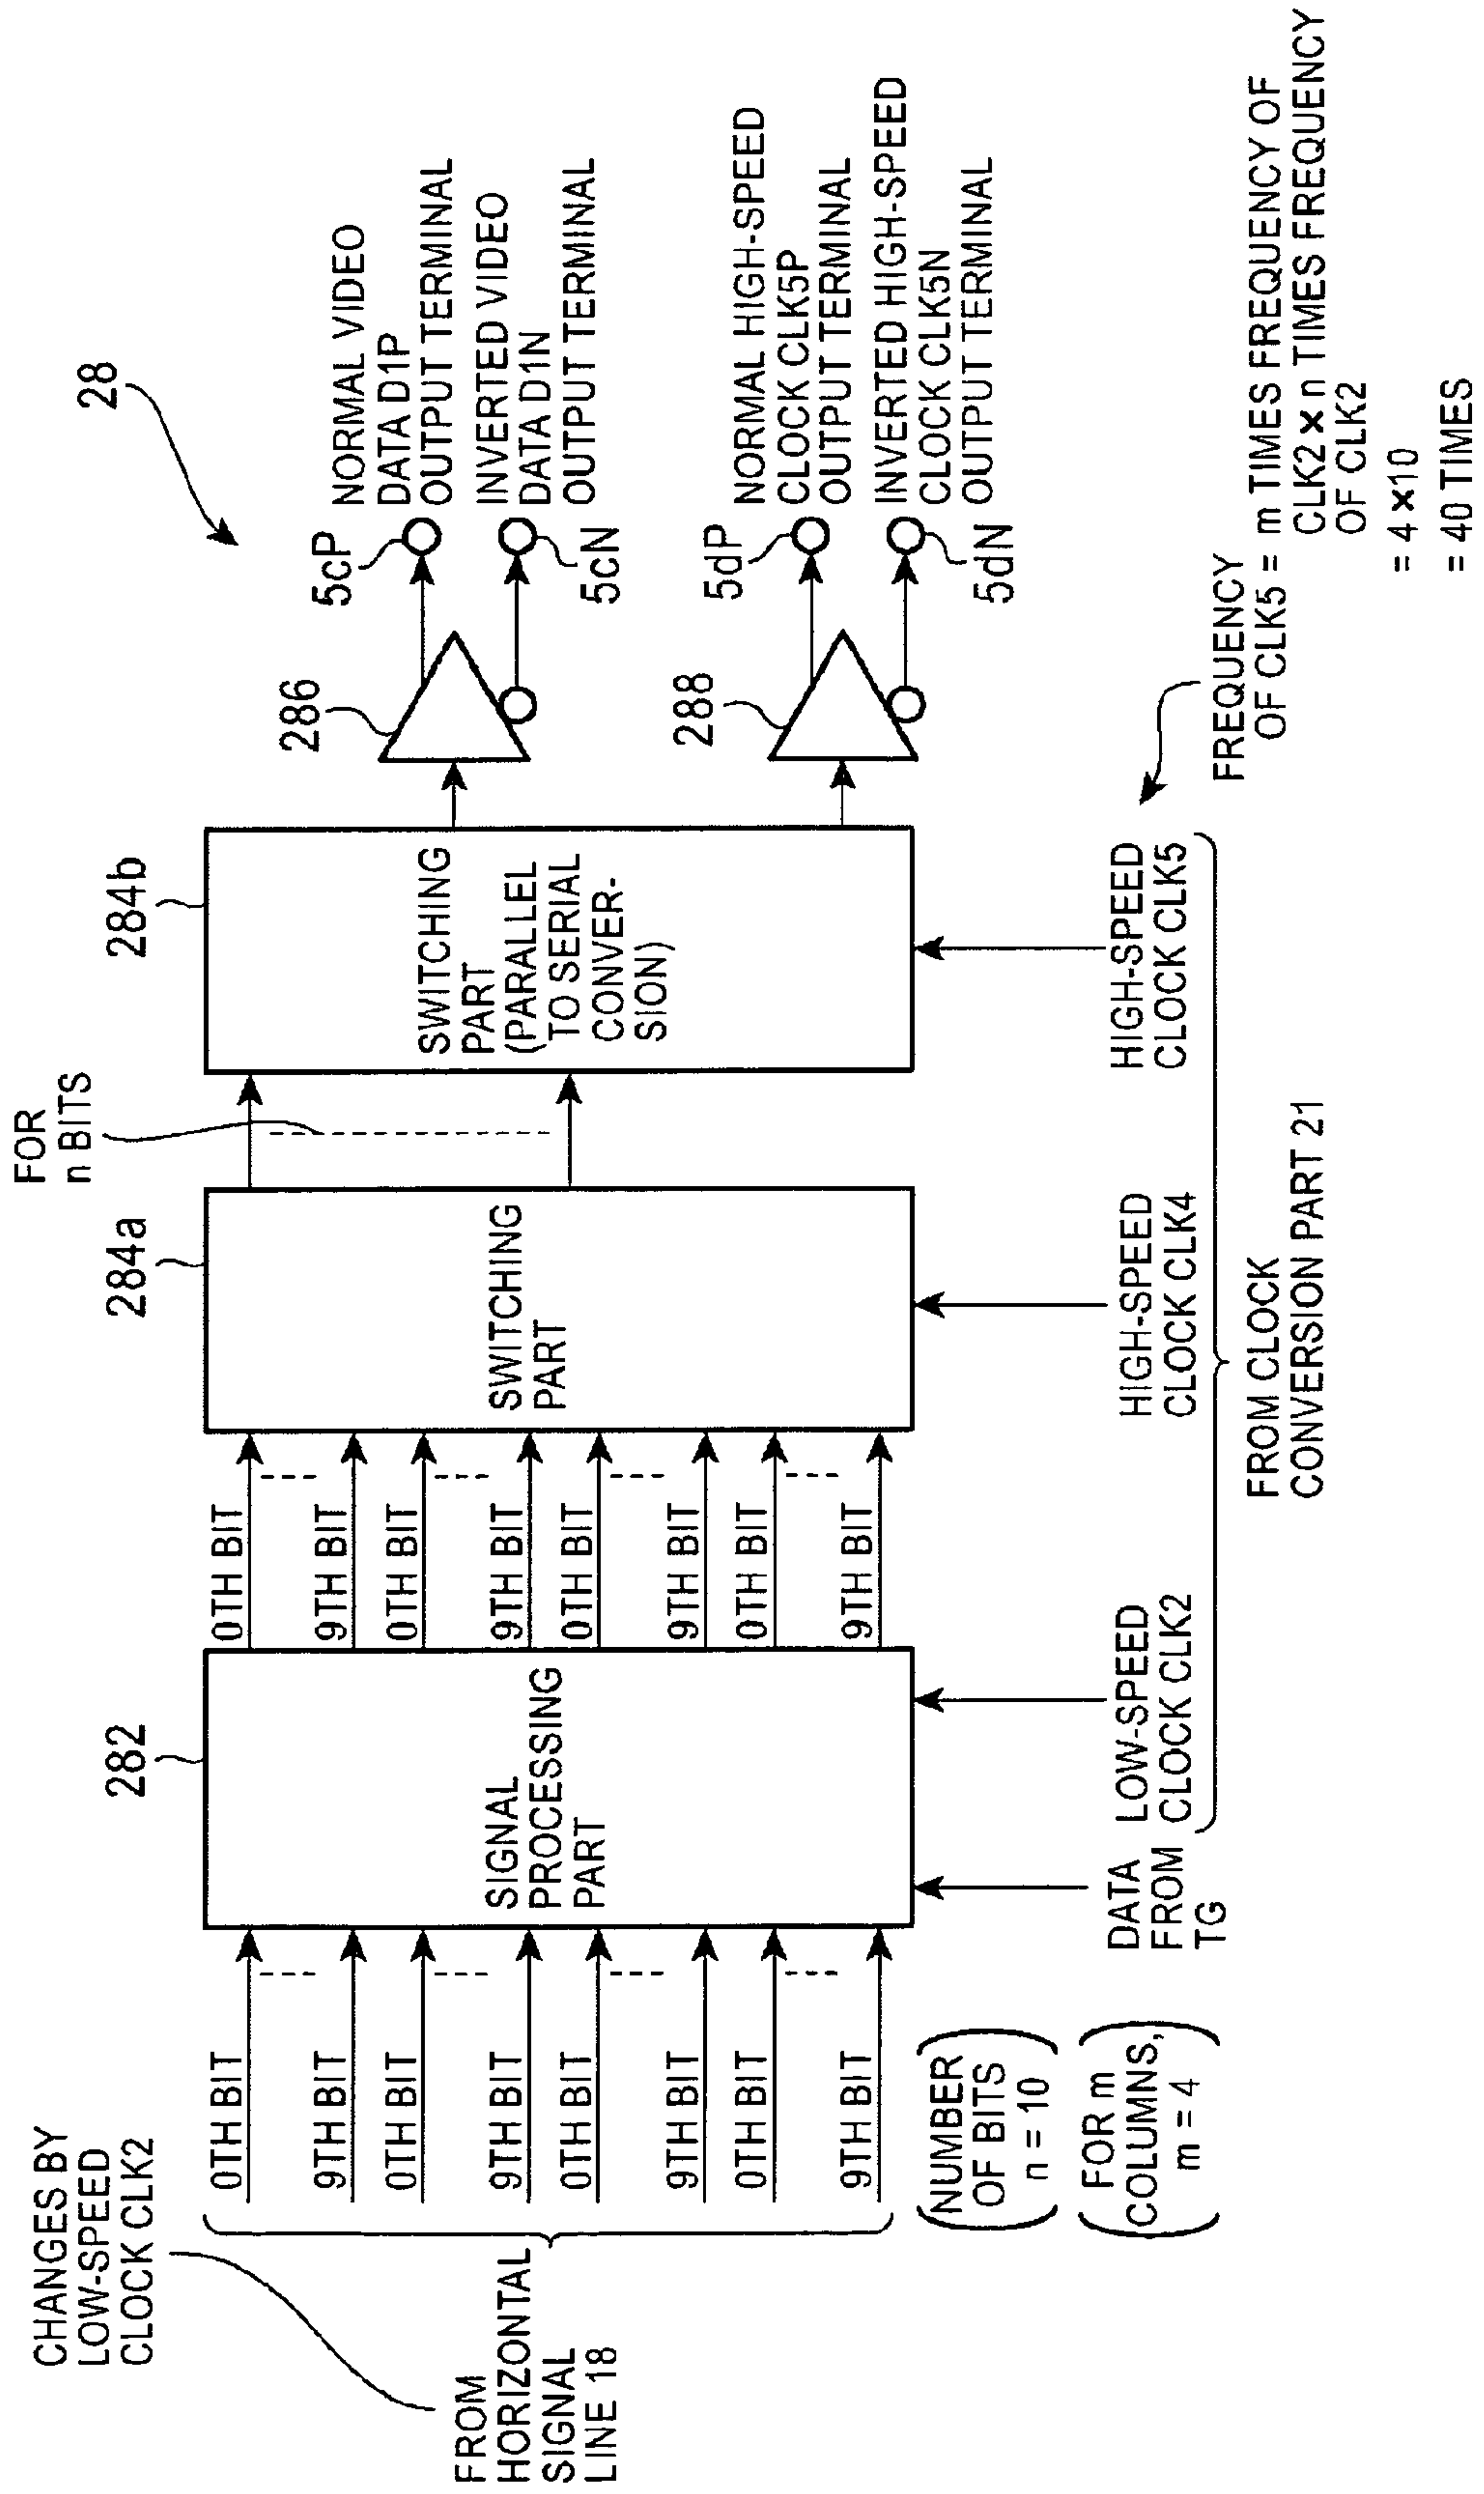 28
CHANGES BY
LOW-SPEED
CLOCK CLK2
FROM
HORIZONTAL
SIGNAL
LINE 18
0TH BIT
9TH BIT
0TH BIT
9TH BIT
0TH BIT
9TH BIT
0TH BIT
9TH BIT
(NUMBER
OF BITS
n = 10)
(FOR m
COLUMNS,
m = 4)
282
SIGNAL
PROCESSING
PART
DATA
FROM
TG
LOW-SPEED
CLOCK CLK2
0TH BIT
9TH BIT
0TH BIT
9TH BIT
0TH BIT
9TH BIT
0TH BIT
9TH BIT
284a
SWITCHING
PART
HIGH-SPEED
CLOCK CLK4
FOR
n BITS
284b
SWITCHING
PART
(PARALLEL
TO SERIAL
CONVER-
SION)
HIGH-SPEED
CLOCK CLK5
FROM CLOCK
CONVERSION PART 21
286
288
5cP
NORMAL VIDEO
DATA D1P
OUTPUT TERMINAL
5cN
INVERTED VIDEO
DATA D1N
OUTPUT TERMINAL
5dP
NORMAL HIGH-SPEED
CLOCK CLK5P
OUTPUT TERMINAL
5dN
INVERTED HIGH-SPEED
CLOCK CLK5N
OUTPUT TERMINAL
FREQUENCY
OF CLK5 = m TIMES FREQUENCY OF
CLK2 × n TIMES FREQUENCY
OF CLK2
= 4 × 10
= 40 TIMES